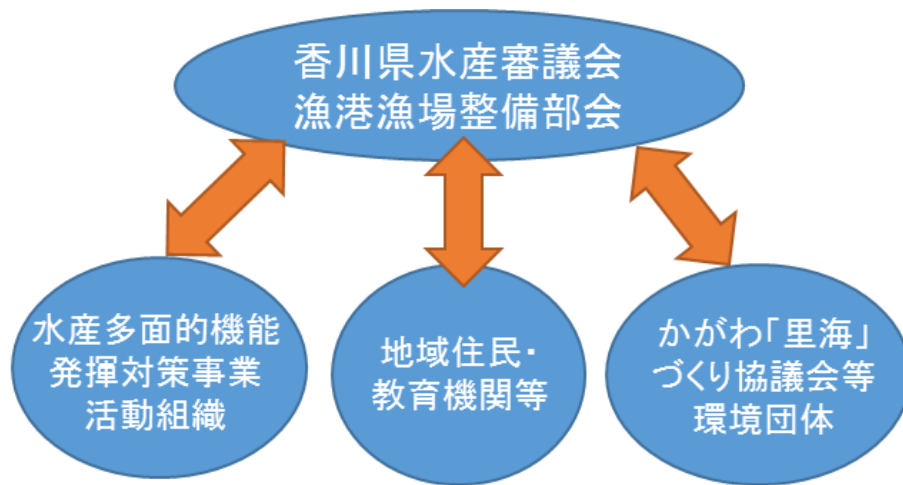 香川県水産審議会
漁港漁場整備部会
水産多面的機能
発揮対策事業
活動組織
地域住民・
教育機関等
かがわ「里海」
づくり協議会等
環境団体